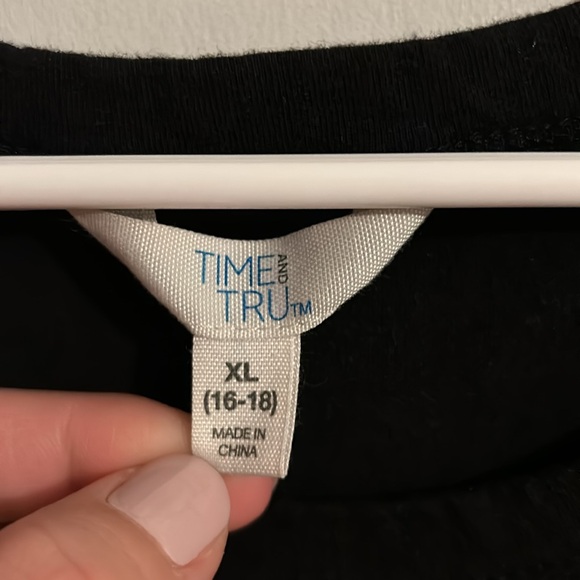 TIME AND
TRU™
XL
(16-18)
MADE IN
CHINA